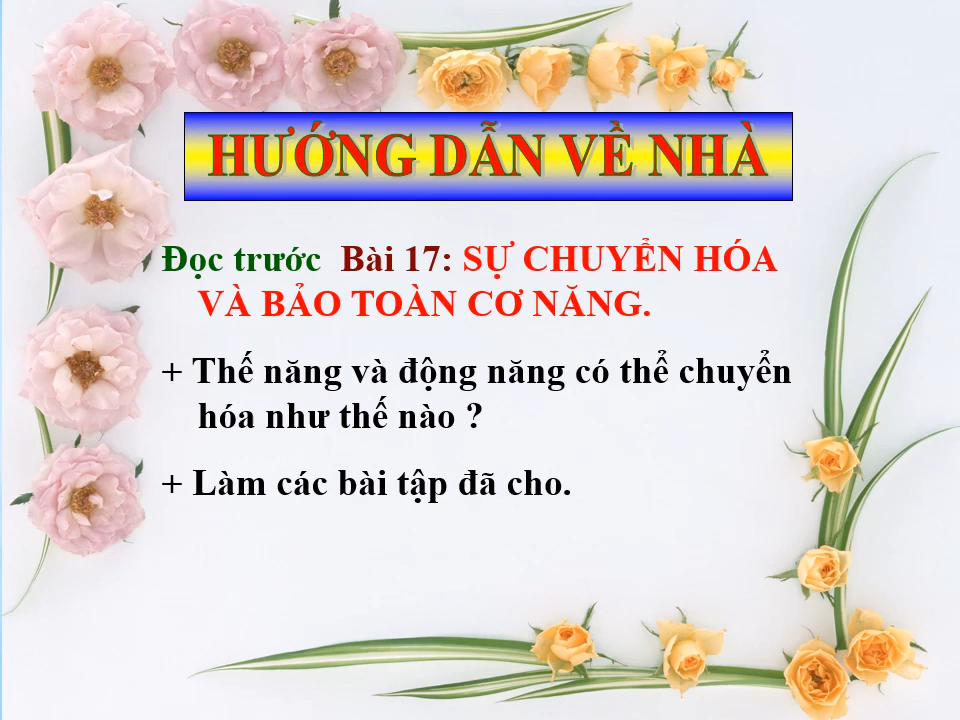 HƯỚNG DẪN VỀ NHÀ
Đọc trước Bài 17: SỰ CHUYỂN HÓA
VÀ BẢO TOÀN CƠ NĂNG.
+ Thế năng và động năng có thể chuyển
hóa như thế nào ?
+ Làm các bài tập đã cho.